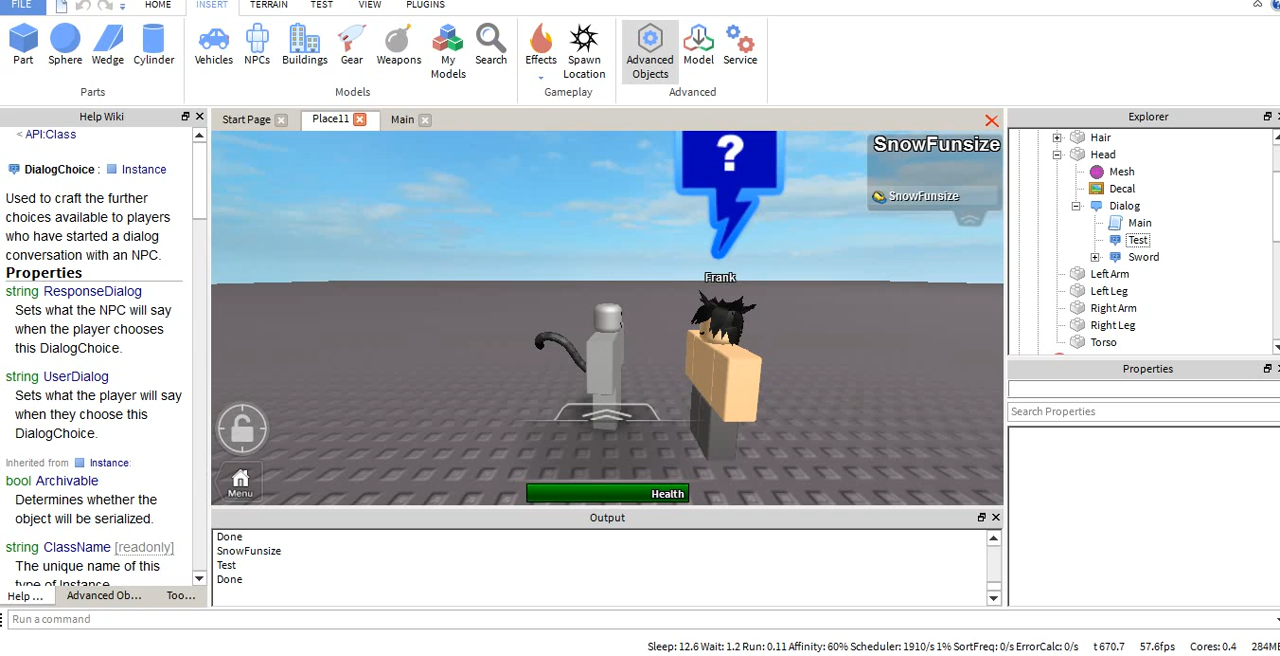 FILE HOME INSERT TERRAIN TEST VIEW PLUGINS
Part Sphere Wedge Cylinder Vehicles NPCs Buildings Gear Weapons My Models Search Effects Spawn Location Advanced Objects Model Service
Parts Models Gameplay Advanced
Help Wiki
< API:Class
DialogChoice : Instance
Used to craft the further
choices available to players
who have started a dialog
conversation with an NPC.
Properties
string ResponseDialog
Sets what the NPC will say
when the player chooses
this DialogChoice.
string UserDialog
Sets what the player will say
when they choose this
DialogChoice.
Inherited from Instance:
bool Archivable
Determines whether the
object will be serialized.
string ClassName [readonly]
The unique name of this
type of Instance
Help ... Advanced Ob... Too...
Start Page Place11 Main
?
SnowFunsize
SnowFunsize
Frank
Menu
Health
Output
Done
SnowFunsize
Test
Done
Explorer
Hair
Head
Mesh
Decal
Dialog
Main
Test
Sword
Left Arm
Left Leg
Right Arm
Right Leg
Torso
Properties
Search Properties
Run a command
Sleep: 12.6 Wait: 1.2 Run: 0.11 Affinity: 60% Scheduler: 1910/s 1% SortFreq: 0/s ErrorCalc: 0/s t 670.7 57.6fps Cores: 0.4 284MB